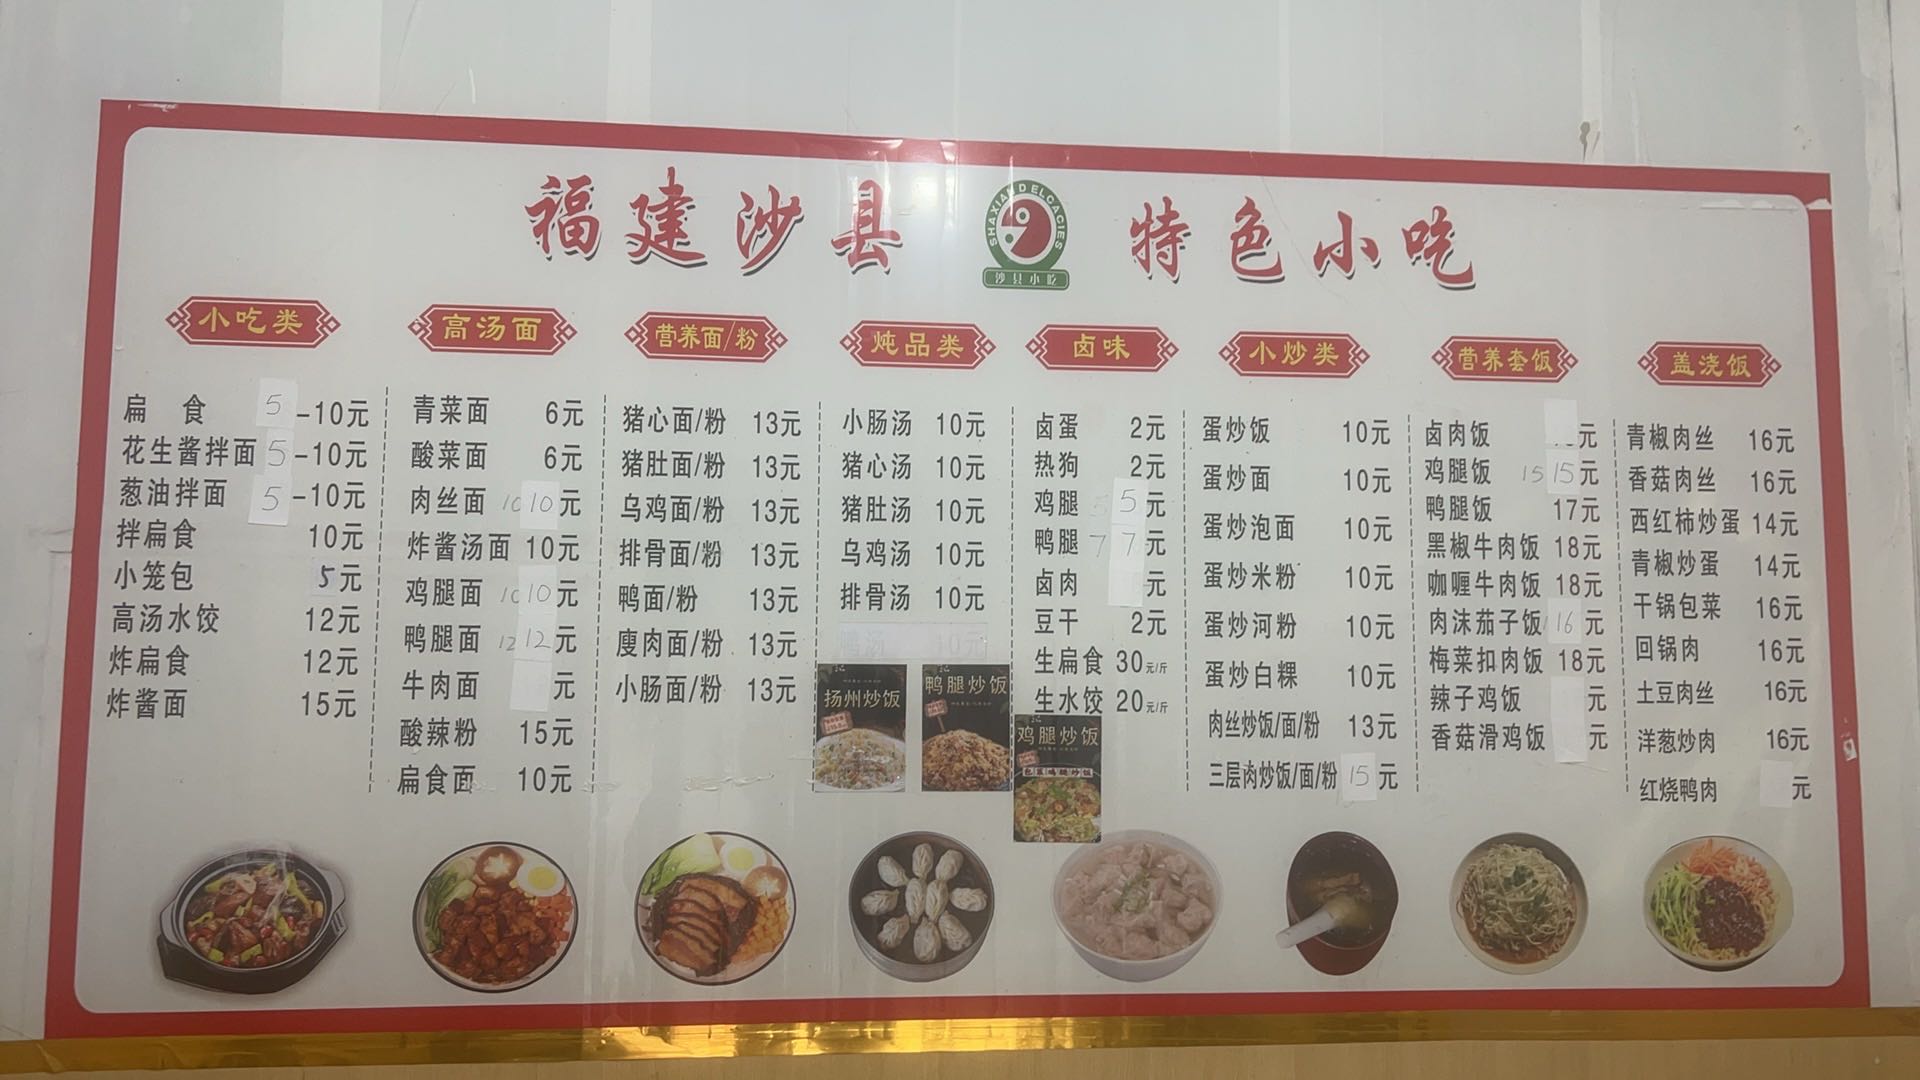 福建沙县 特色小吃
SHAXIAN DELCACIES
沙县小吃
小吃类
扁食 5-10元
花生酱拌面 5-10元
葱油拌面 5-10元
拌扁食 10元
小笼包 5元
高汤水饺 12元
炸扁食 12元
炸酱面 15元
高汤面
青菜面 6元
酸菜面 6元
肉丝面 10 10元
炸酱汤面 10元
鸡腿面 10 10元
鸭腿面 12 12元
牛肉面 元
酸辣粉 15元
扁食面 10元
营养面/粉
猪心面/粉 13元
猪肚面/粉 13元
乌鸡面/粉 13元
排骨面/粉 13元
鸭面/粉 13元
廋肉面/粉 13元
小肠面/粉 13元
炖品类
小肠汤 10元
猪心汤 10元
猪肚汤 10元
乌鸡汤 10元
排骨汤 10元
鸭汤 10元
扬州炒饭
鸭腿炒饭
卤味
卤蛋 2元
热狗 2元
鸡腿 5 5元
鸭腿 7 7元
卤肉 元
豆干 2元
生扁食 30元/斤
生水饺 20元/斤
鸡腿炒饭
包菜鸡腿炒饭
小炒类
蛋炒饭 10元
蛋炒面 10元
蛋炒泡面 10元
蛋炒米粉 10元
蛋炒河粉 10元
蛋炒白粿 10元
肉丝炒饭/面/粉 13元
三层肉炒饭/面/粉 15元
营养套饭
卤肉饭 元
鸡腿饭 15 15元
鸭腿饭 17元
黑椒牛肉饭 18元
咖喱牛肉饭 18元
肉沫茄子饭 16元
梅菜扣肉饭 18元
辣子鸡饭 元
香菇滑鸡饭 元
盖浇饭
青椒肉丝 16元
香菇肉丝 16元
西红柿炒蛋 14元
青椒炒蛋 14元
干锅包菜 16元
回锅肉 16元
土豆肉丝 16元
洋葱炒肉 16元
红烧鸭肉 元